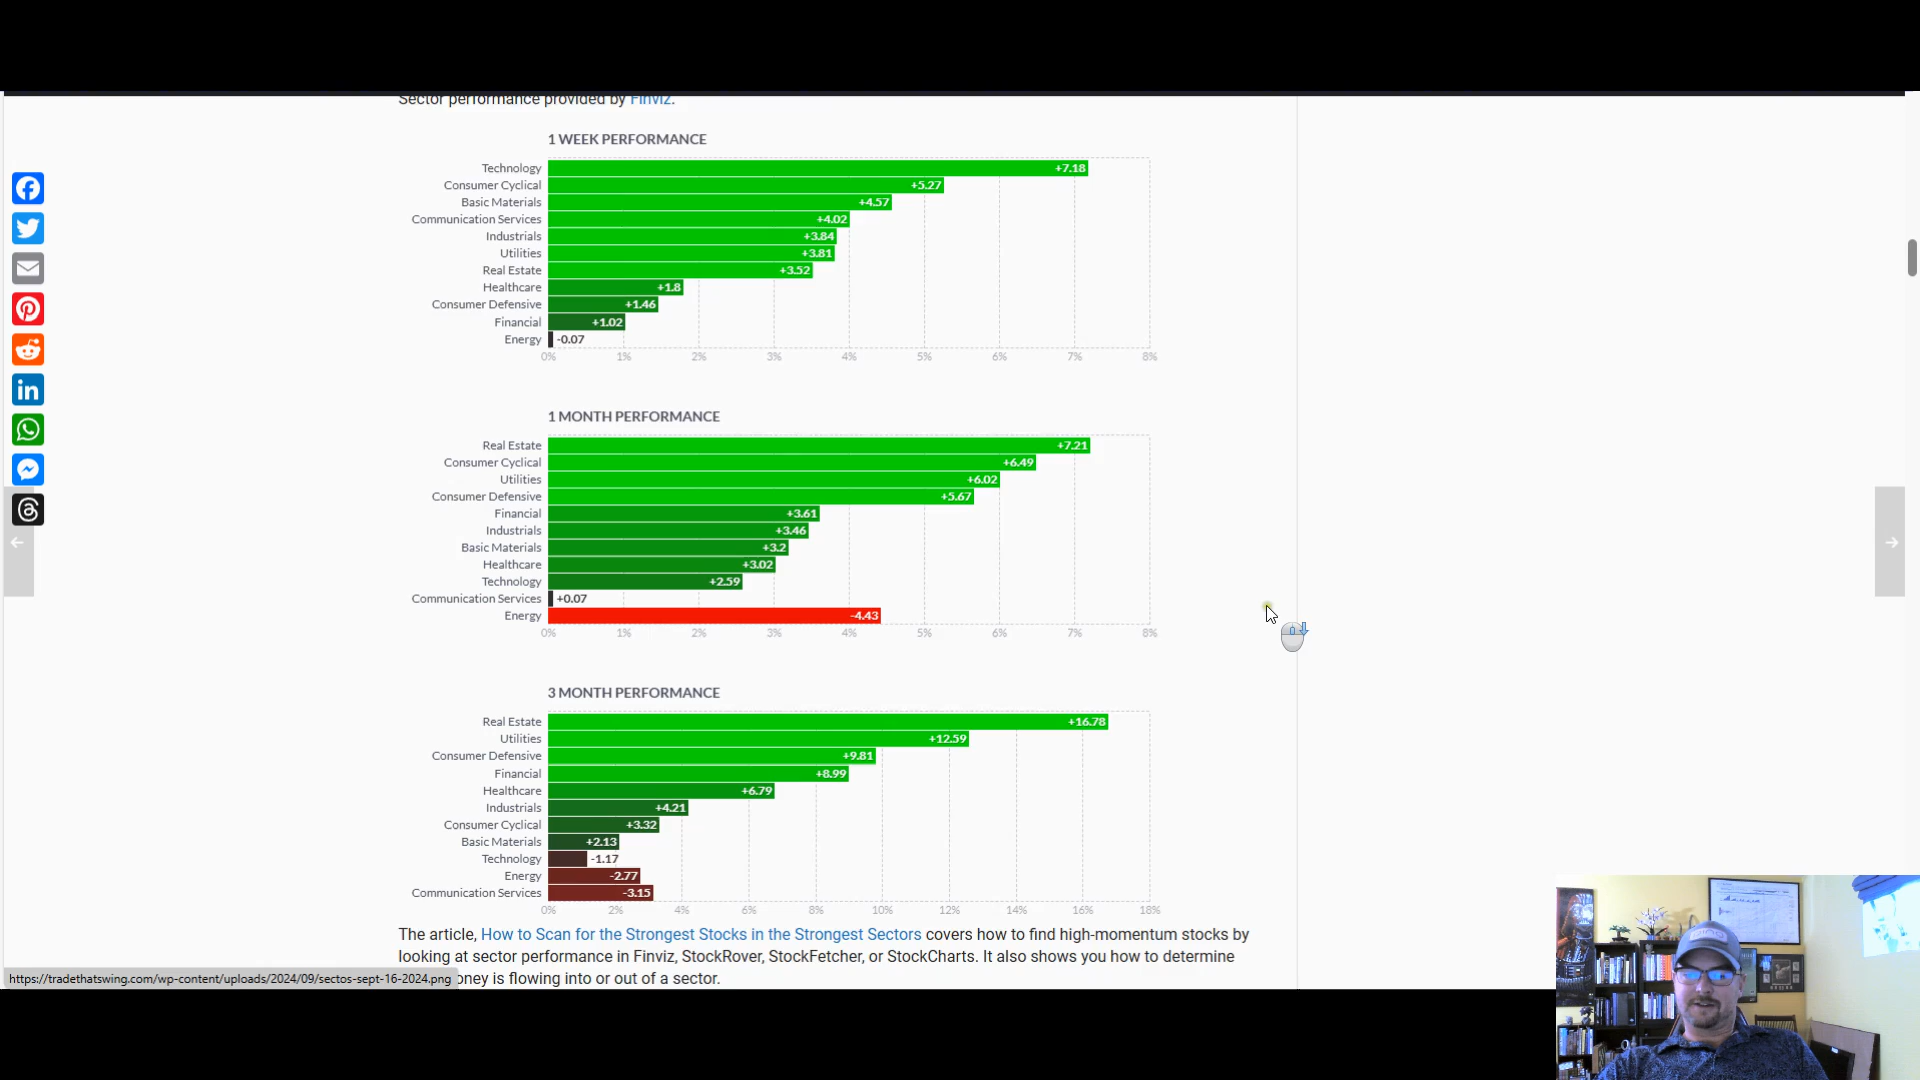 Sector performance provided by Finviz.
1 WEEK PERFORMANCE
Technology +7.18
Consumer Cyclical +5.27
Basic Materials +4.57
Communication Services +4.02
Industrials +3.84
Utilities +3.81
Real Estate +3.52
Healthcare +1.8
Consumer Defensive +1.46
Financial +1.02
Energy -0.07
0% 1% 2% 3% 4% 5% 6% 7% 8%
1 MONTH PERFORMANCE
Real Estate +7.21
Consumer Cyclical +6.49
Utilities +6.02
Consumer Defensive +5.67
Financial +3.61
Industrials +3.46
Basic Materials +3.2
Healthcare +3.02
Technology +2.59
Communication Services +0.07
Energy -4.43
0% 1% 2% 3% 4% 5% 6% 7% 8%
3 MONTH PERFORMANCE
Real Estate +16.78
Utilities +12.59
Consumer Defensive +9.81
Financial +8.99
Healthcare +6.79
Industrials +4.21
Consumer Cyclical +3.32
Basic Materials +2.13
Technology -1.17
Energy -2.77
Communication Services -3.15
0% 2% 4% 6% 8% 10% 12% 14% 16% 18%
The article, How to Scan for the Strongest Stocks in the Strongest Sectors covers how to find high-momentum stocks by
looking at sector performance in Finviz, StockRover, StockFetcher, or StockCharts. It also shows you how to determine
oney is flowing into or out of a sector.
https://tradethatswing.com/wp-content/uploads/2024/09/sectos-sept-16-2024.png